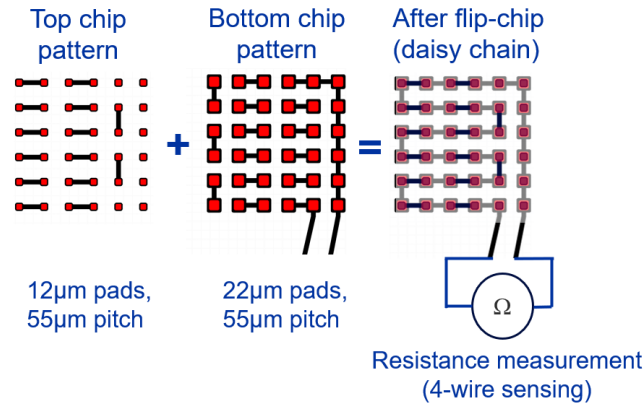 Top chip
pattern
Bottom chip
pattern
After flip-chip
(daisy chain)
+
=
12µm pads,
55µm pitch
22µm pads,
55µm pitch
Ω
Resistance measurement
(4-wire sensing)